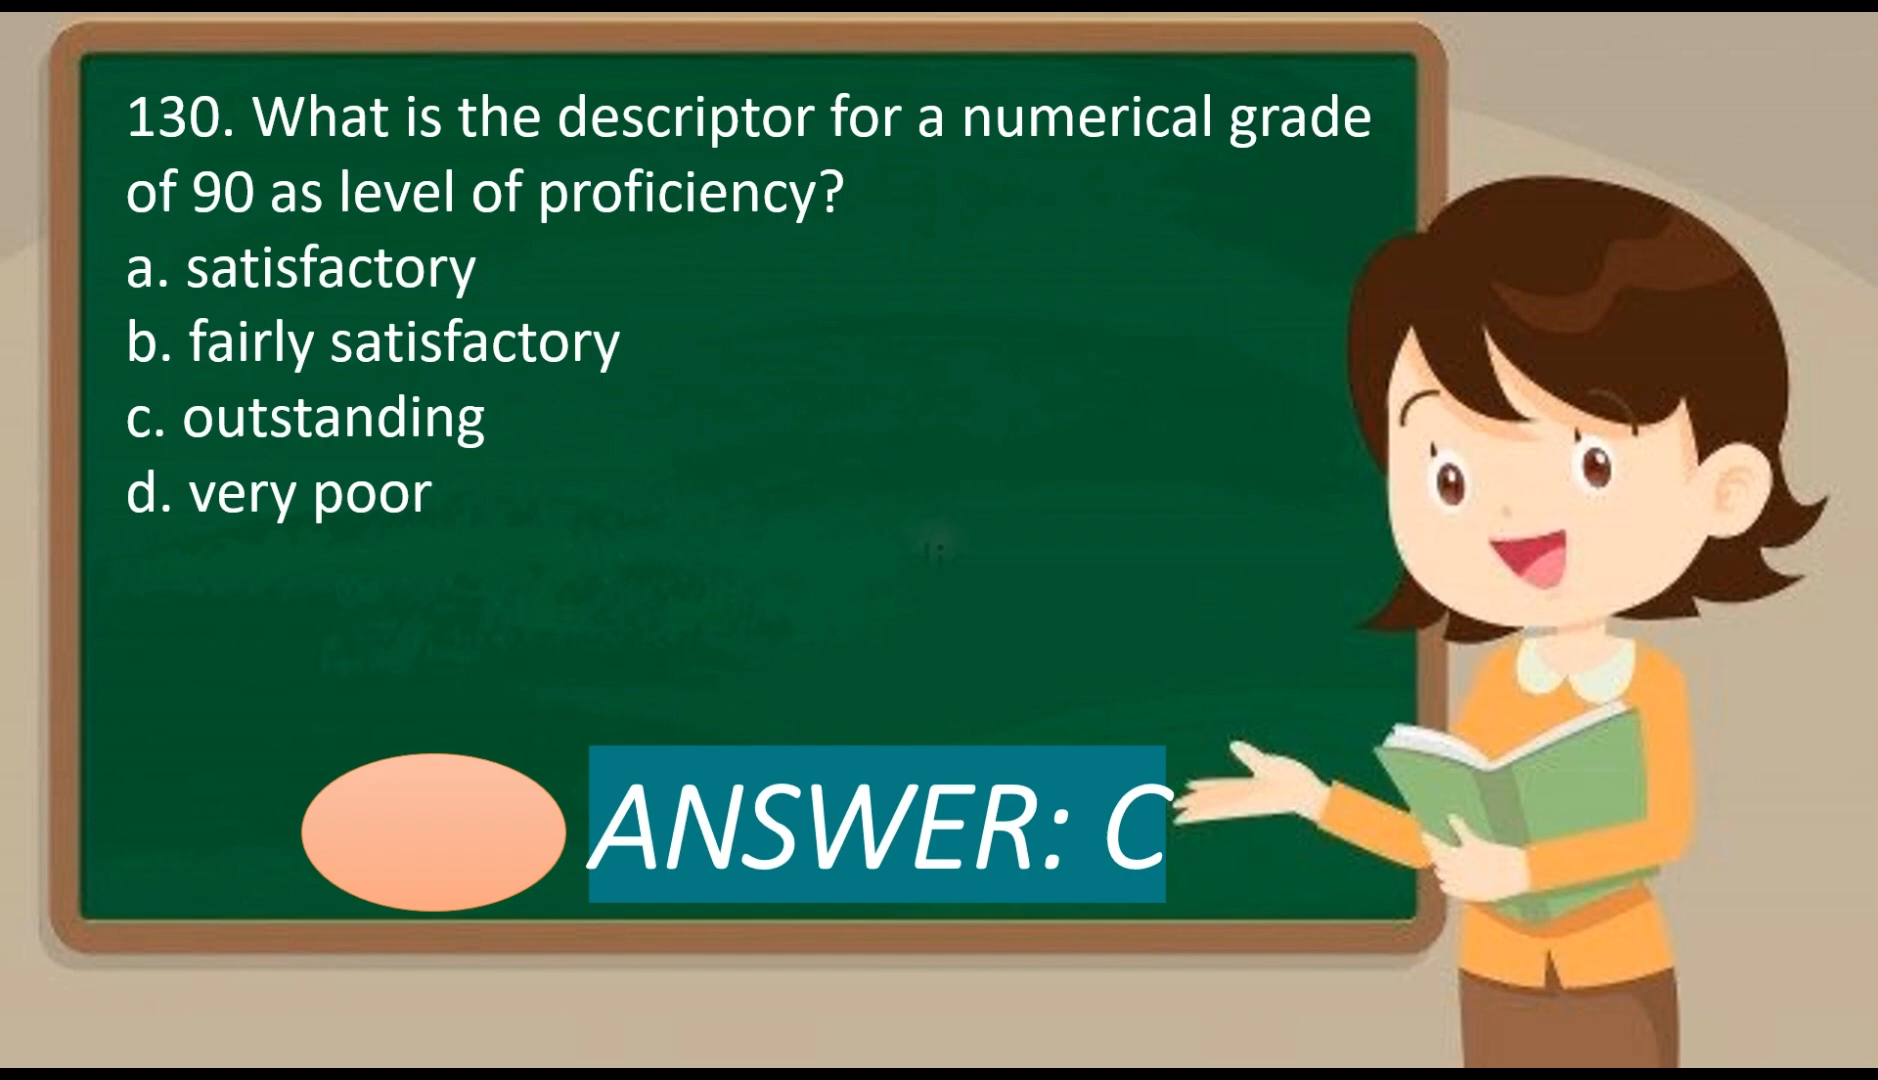 130. What is the descriptor for a numerical grade
of 90 as level of proficiency?
a. satisfactory
b. fairly satisfactory
c. outstanding
d. very poor
ANSWER: C